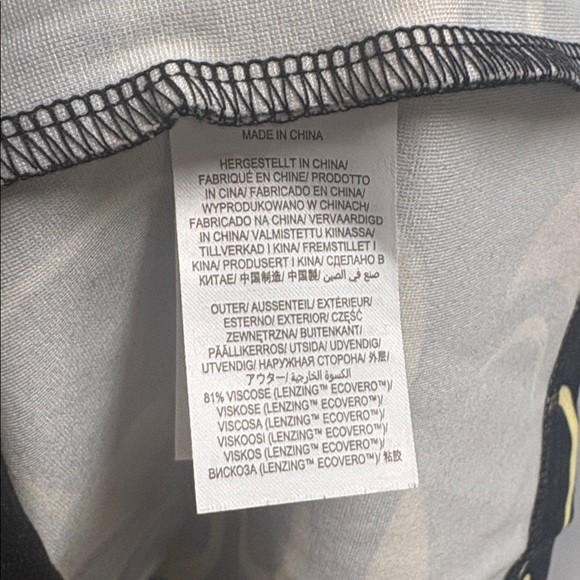 MADE IN CHINA
HERGESTELLT IN CHINA/
FABRIQUÉ EN CHINE/ PRODOTTO
IN CINA/ FABRICADO EN CHINA/
WYPRODUKOWANO W CHINACH/
FABRICADO NA CHINA/ VERVAARDIGD
IN CHINA/ VALMISTETTU KIINASSA/
TILLVERKAD I KINA/ FREMSTILLET I
KINA/ PRODUSERT I KINA/ СДЕЛАНО В
КИТАЕ/ 中国制造/ 中国製/ صنع في الصين
OUTER/ AUSSENTEIL/ EXTÉRIEUR/
ESTERNO/ EXTERIOR/ CZĘŚĆ
ZEWNĘTRZNA/ BUITENKANT/
PÄÄLLIKERROS/ UTSIDA/ UDVENDIG/
UTVENDIG/ НАРУЖНАЯ СТОРОНА/ 外层/
アウター/ الكسوة الخارجية/
81% VISCOSE (LENZING™ ECOVERO™)/
VISKOSE (LENZING™ ECOVERO™)/
VISCOSA (LENZING™ ECOVERO™)/
VISKOOSI (LENZING™ ECOVERO™)/
VISKOS (LENZING™ ECOVERO™)/
ВИСКОЗА (LENZING™ ECOVERO™)/ 粘胶